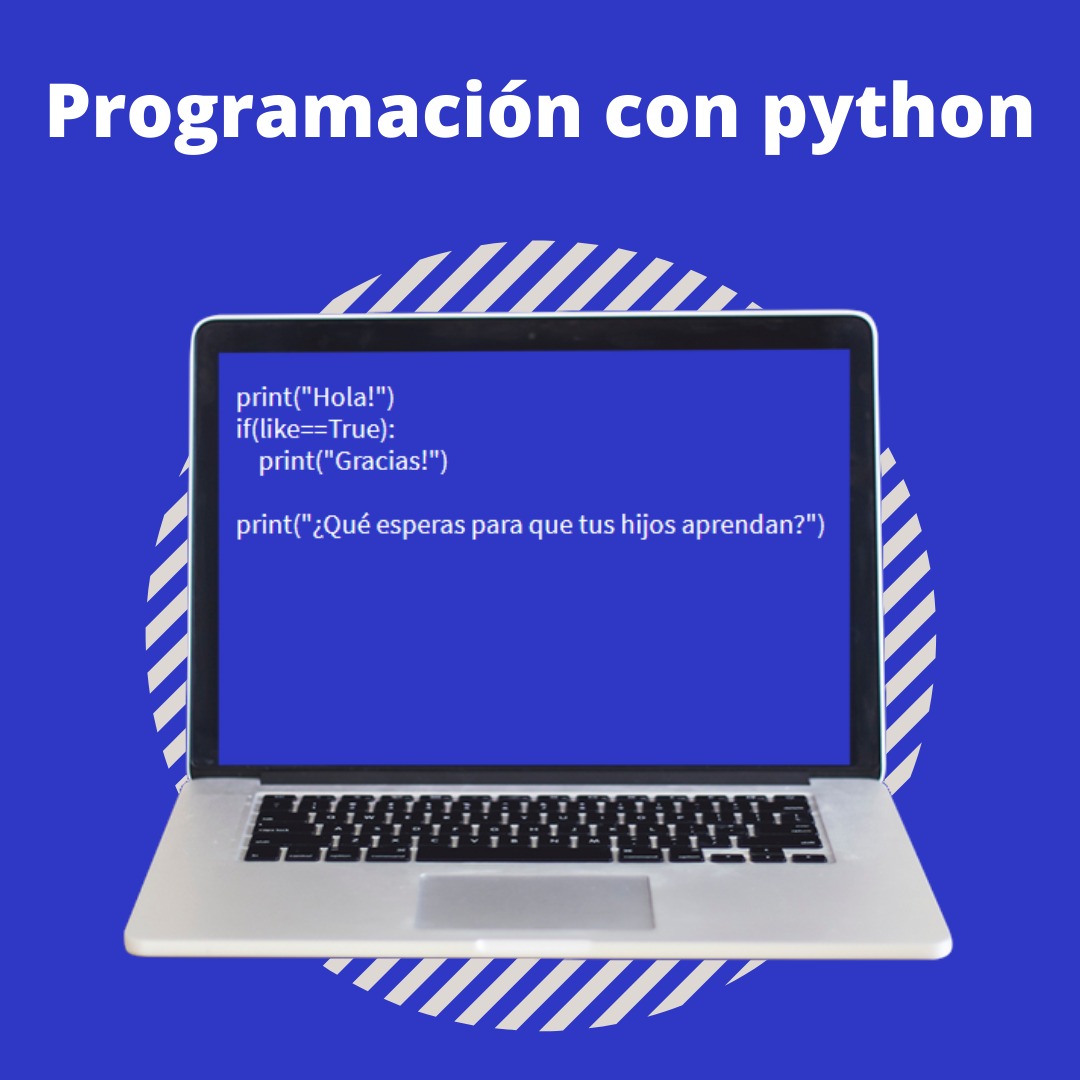 Programación con python
print("Hola!")
if(like==True):
    print("Gracias!")
print("¿Qué esperas para que tus hijos aprendan?")